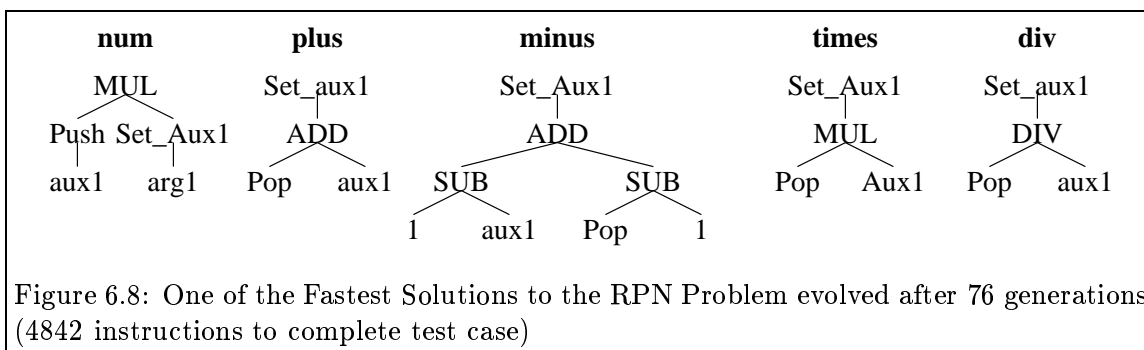 num plus minus times div
MUL Set_aux1 Set_Aux1 Set_Aux1 Set_aux1
Push Set_Aux1 ADD ADD MUL DIV
aux1 arg1 Pop aux1 SUB SUB Pop Aux1 Pop aux1
1 aux1 Pop 1
Figure 6.8: One of the Fastest Solutions to the RPN Problem evolved after 76 generations
(4842 instructions to complete test case)